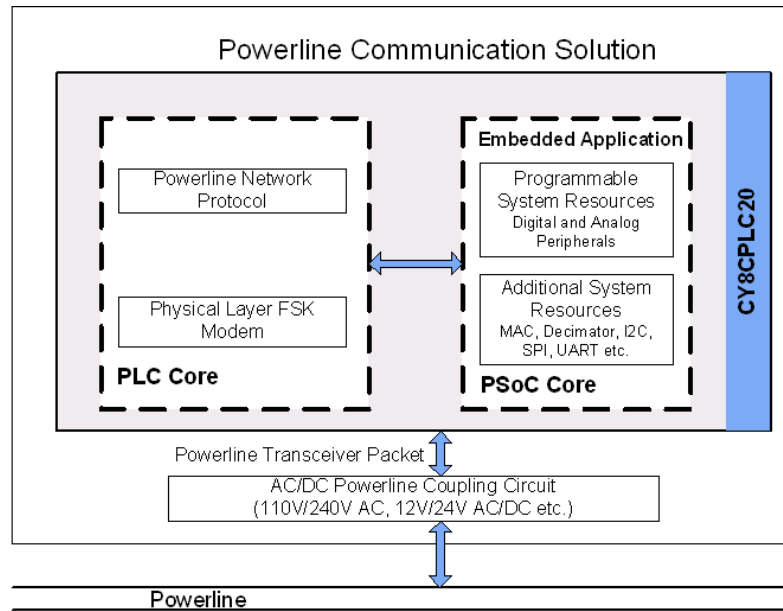 Powerline Communication Solution
Powerline Network
Protocol
Physical Layer FSK
Modem
PLC Core
Embedded Application
Programmable
System Resources
Digital and Analog
Peripherals
Additional System
Resources
MAC, Decimator, I2C,
SPI, UART etc.
PSoC Core
CY8CPLC20
Powerline Transceiver Packet
AC/DC Powerline Coupling Circuit
(110V/240V AC, 12V/24V AC/DC etc.)
Powerline